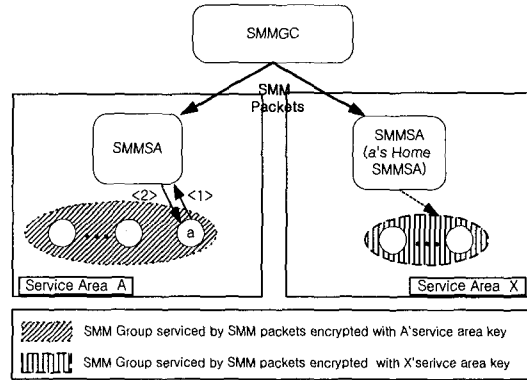 SMMGC
SMM
Packets
SMMSA
SMMSA
(a's Home
SMMSA)
<2>
<1>
a
Service Area A
Service Area X
SMM Group serviced by SMM packets encrypted with A'service area key
SMM Group serviced by SMM packets encrypted with X'serivce area key